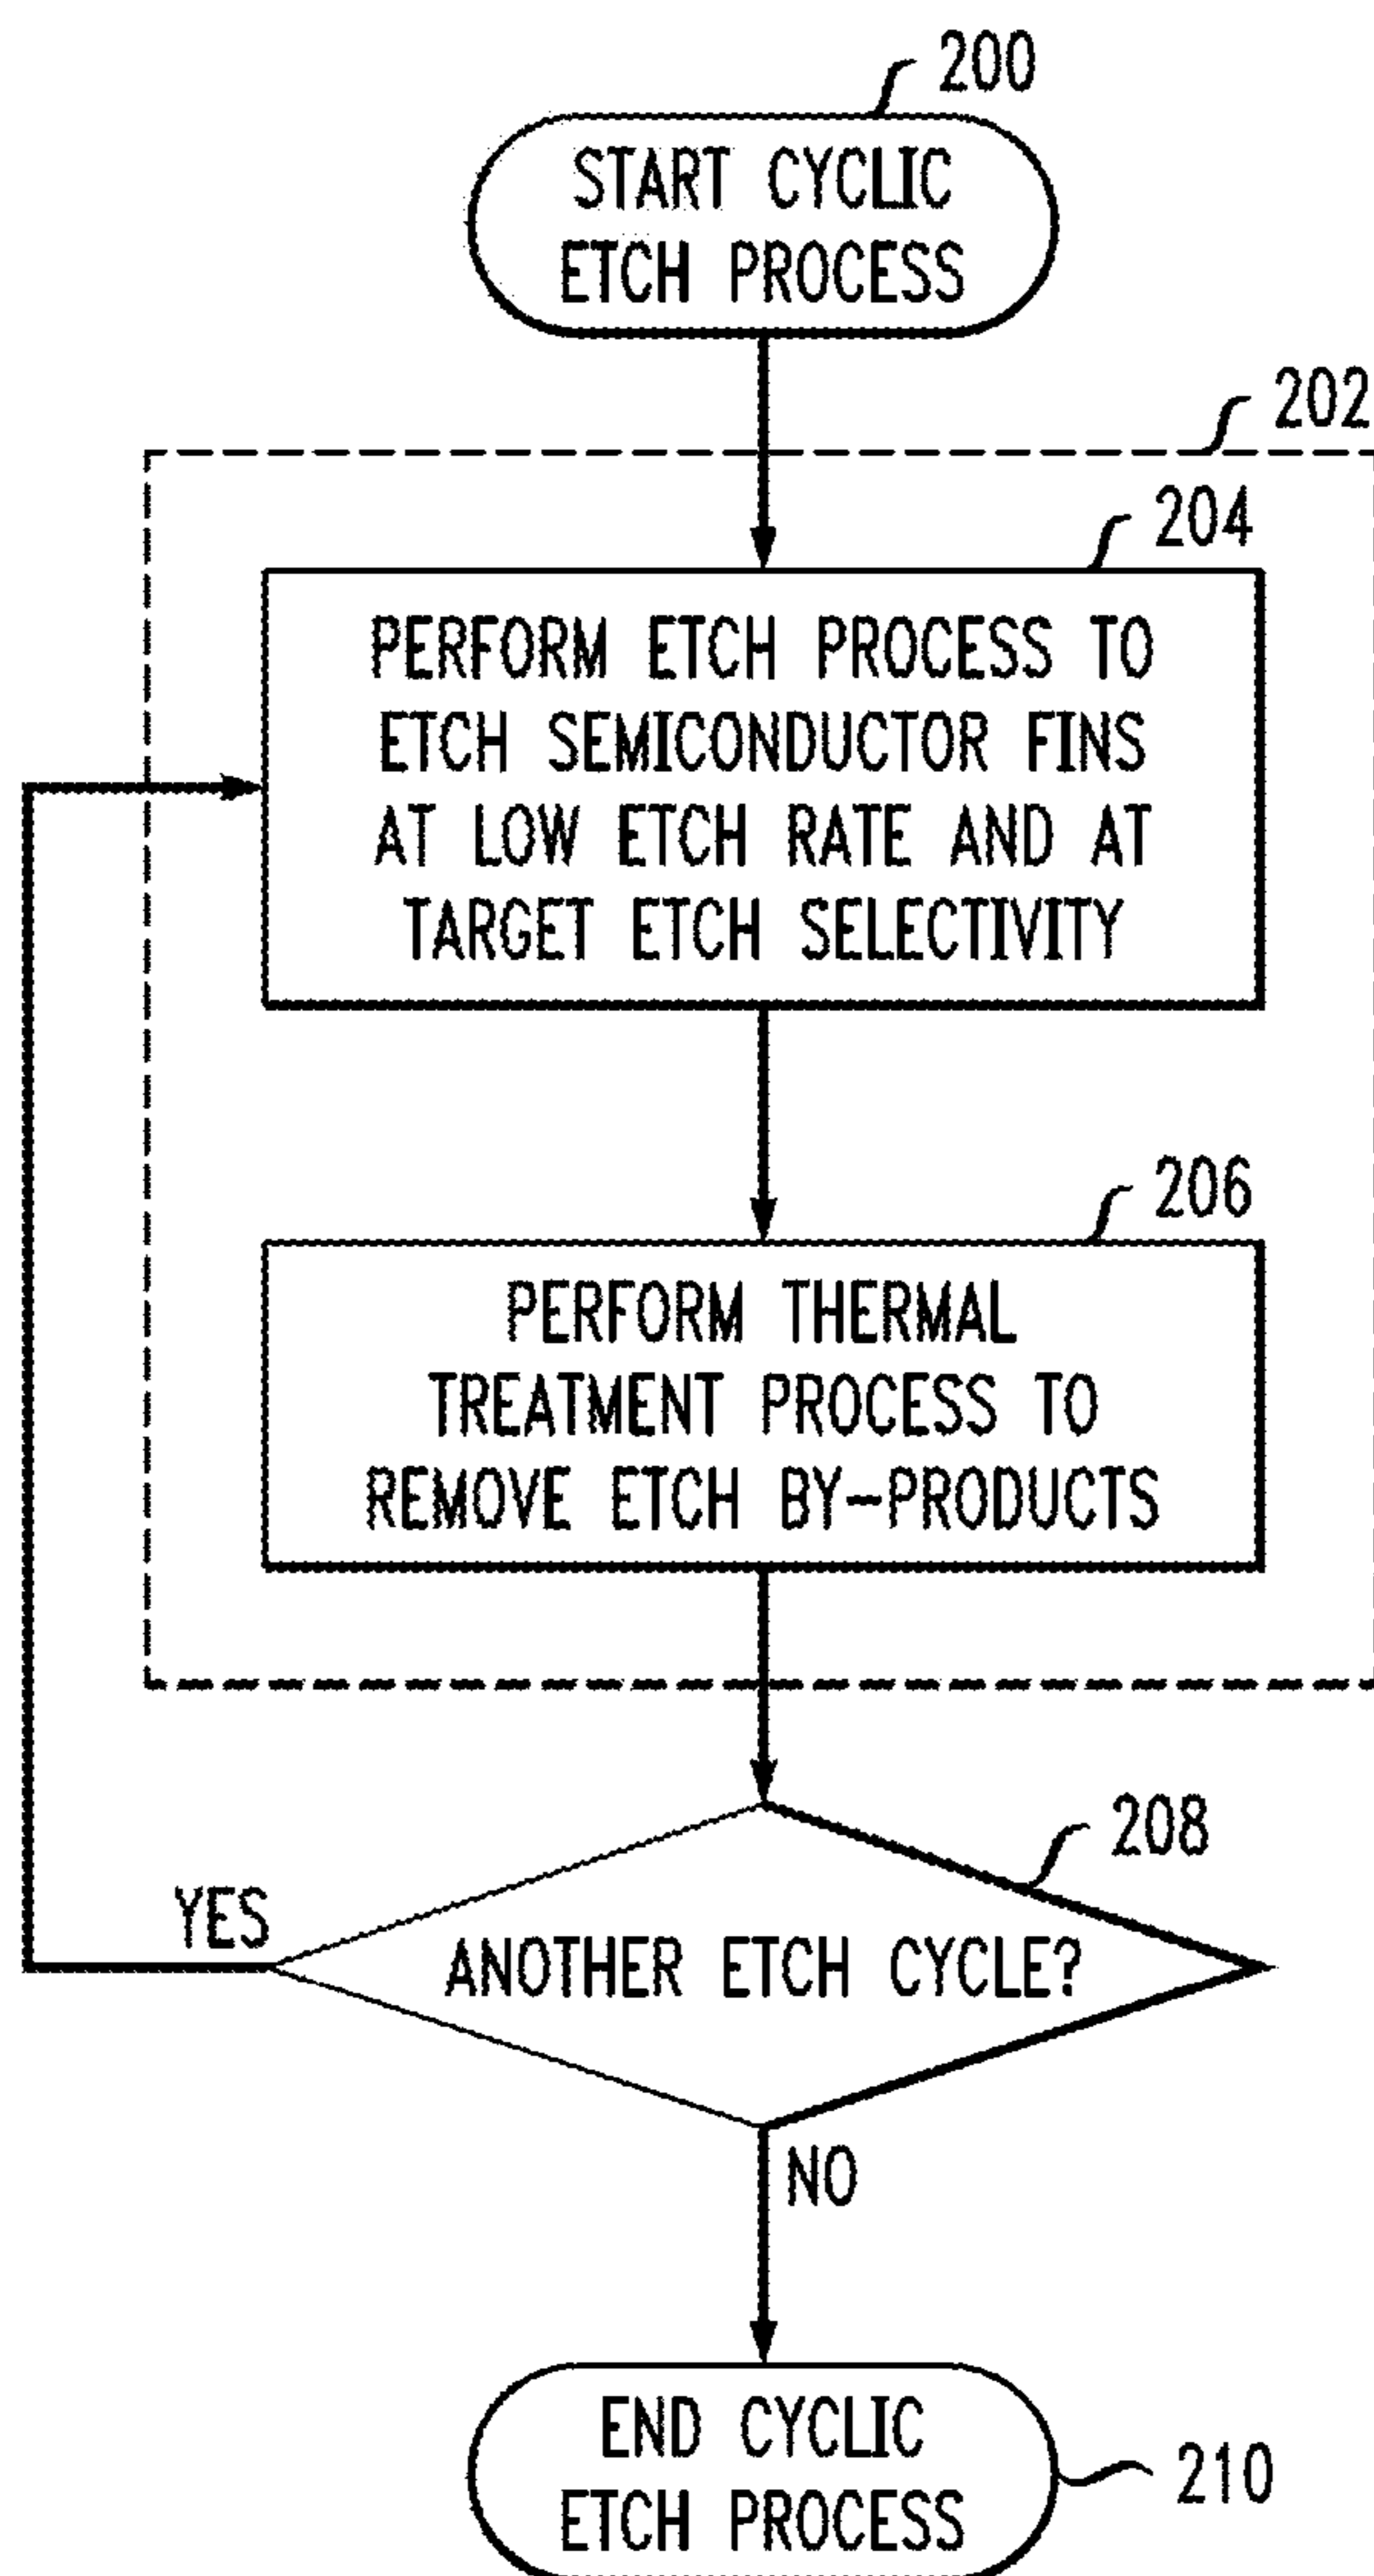 200
START CYCLIC
ETCH PROCESS
202
204
PERFORM ETCH PROCESS TO
ETCH SEMICONDUCTOR FINS
AT LOW ETCH RATE AND AT
TARGET ETCH SELECTIVITY
206
PERFORM THERMAL
TREATMENT PROCESS TO
REMOVE ETCH BY-PRODUCTS
208
YES
ANOTHER ETCH CYCLE?
NO
END CYCLIC
ETCH PROCESS
210